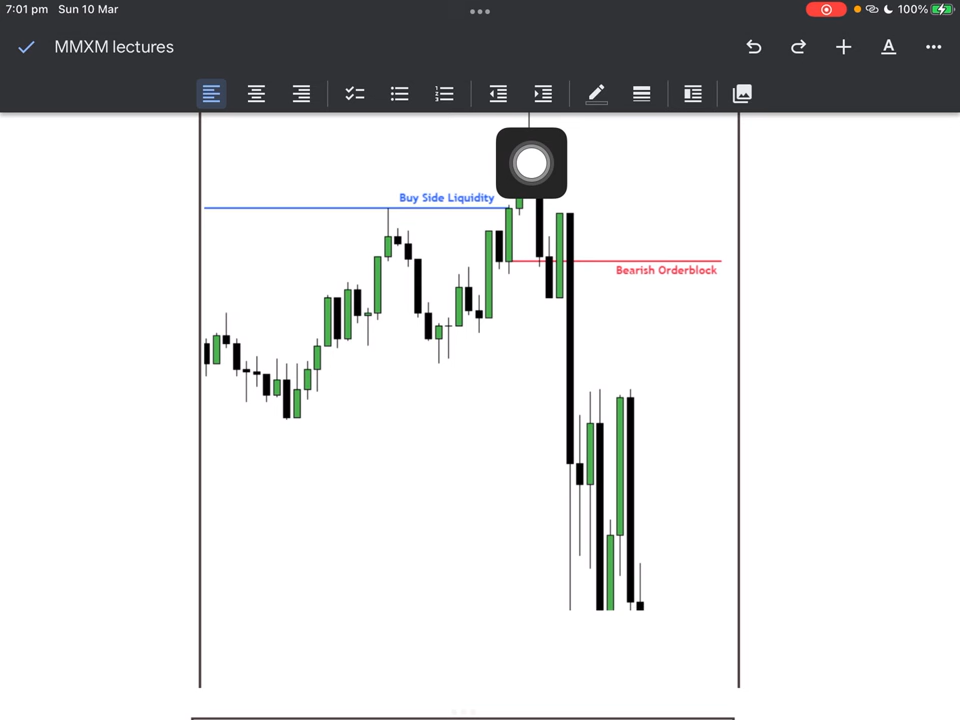 7:01 pm Sun 10 Mar
100%
MMXM lectures
Buy Side Liquidity
Bearish Orderblock